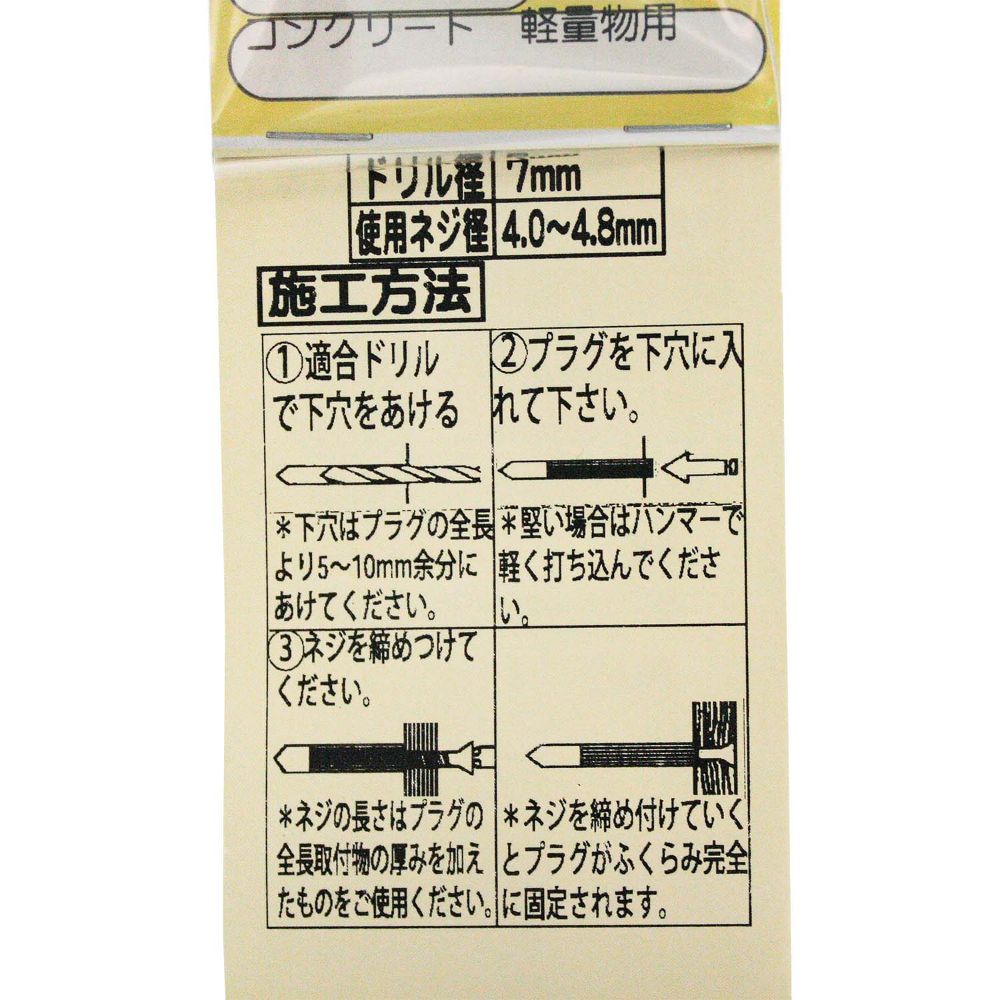 コンクリート 軽量物用
ドリル径 7mm
使用ネジ径 4.0～4.8mm
施工方法
①適合ドリル
で下穴をあける
＊下穴はプラグの全長
より5～10mm余分に
あけてください。
②プラグを下穴に入
れて下さい。
＊堅い場合はハンマーで
軽く打ち込んでくださ
い。
③ネジを締めつけて
ください。
＊ネジの長さはプラグの
全長取付物の厚みを加え
たものをご使用ください。
＊ネジを締め付けていく
とプラグがふくらみ完全
に固定されます。